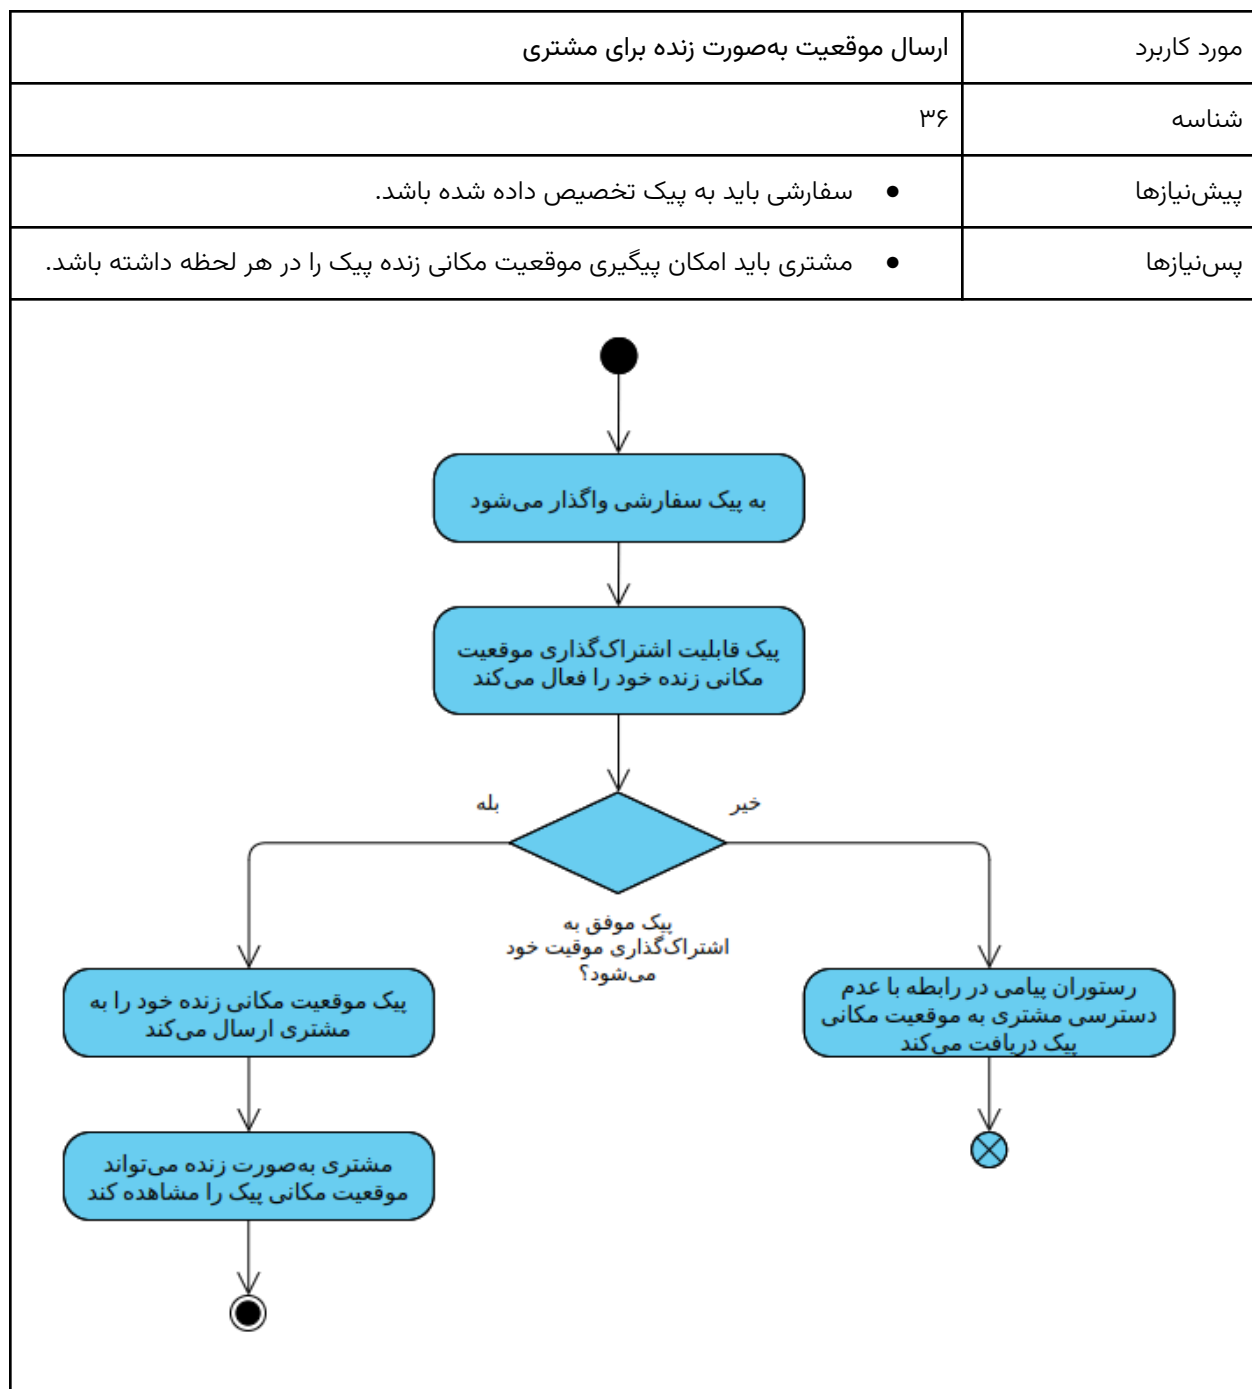 مورد کاربرد
ارسال موقعیت به‌صورت زنده برای مشتری
شناسه
۳۶
پیش‌نیازها
● سفارشی باید به پیک تخصیص داده شده باشد.
پس‌نیازها
● مشتری باید امکان پیگیری موقعیت مکانی زنده پیک را در هر لحظه داشته باشد.
به پیک سفارشی واگذار می‌شود
پیک قابلیت اشتراک‌گذاری موقعیت
مکانی زنده خود را فعال می‌کند
خیر
بله
پیک موفق به
اشتراک‌گذاری موقیت خود
می‌شود؟
رستوران پیامی در رابطه با عدم
دسترسی مشتری به موقعیت مکانی
پیک دریافت می‌کند
پیک موقعیت مکانی زنده خود را به
مشتری ارسال می‌کند
مشتری به‌صورت زنده می‌تواند
موقعیت مکانی پیک را مشاهده کند